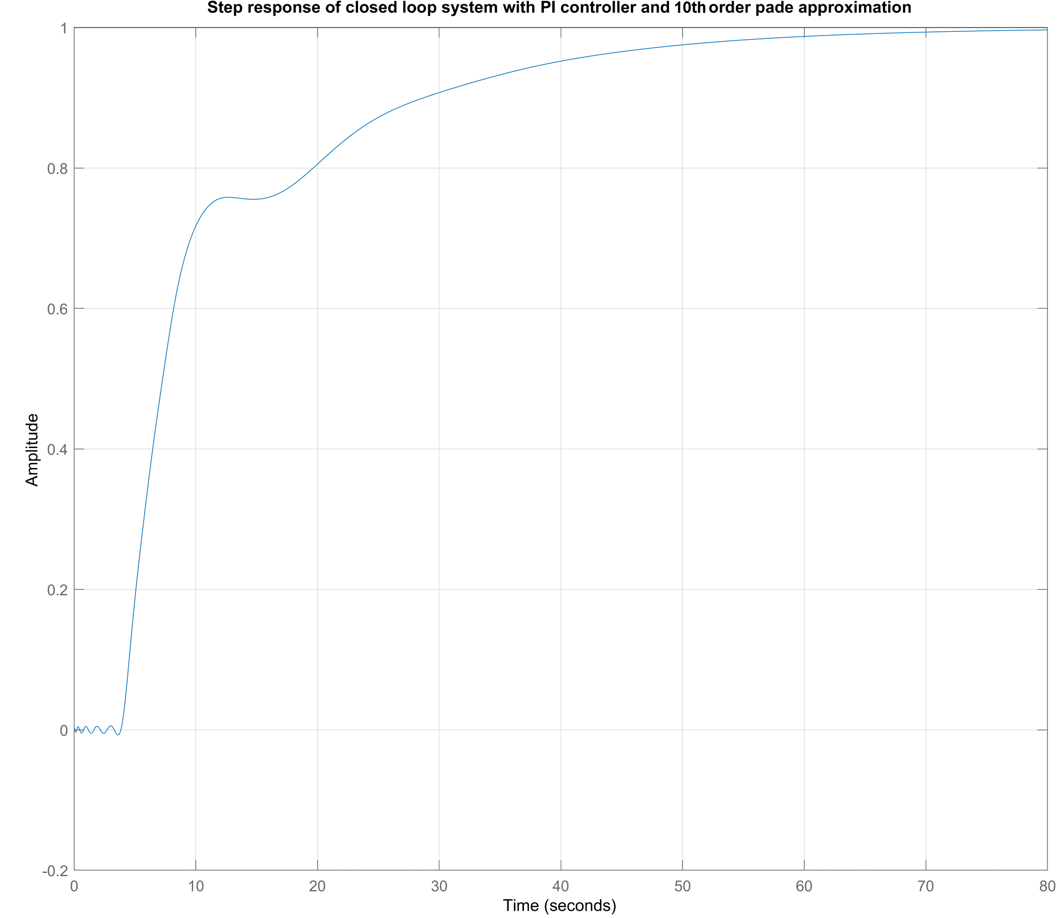 Step response of closed loop system with PI controller and 10th order pade approximation
1
0.8
0.6
0.4
0.2
0
-0.2
Amplitude
0 10 20 30 40 50 60 70 80
Time (seconds)